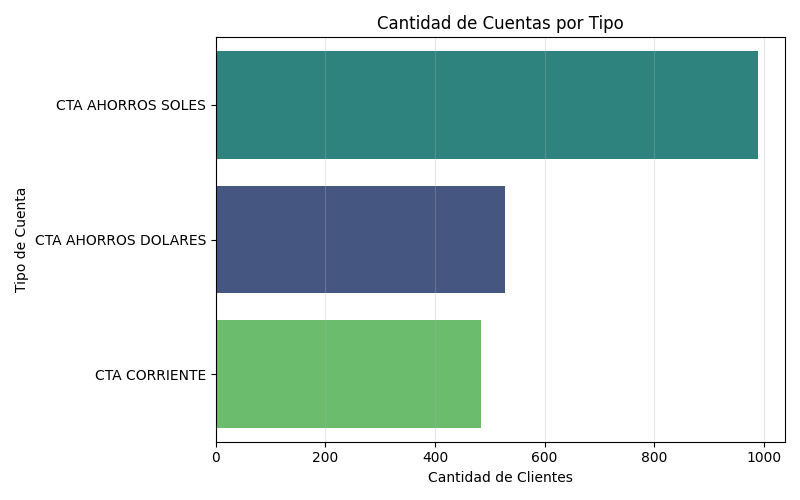 Cantidad de Cuentas por Tipo
Tipo de Cuenta
CTA AHORROS SOLES
CTA AHORROS DOLARES
CTA CORRIENTE
0 200 400 600 800 1000
Cantidad de Clientes